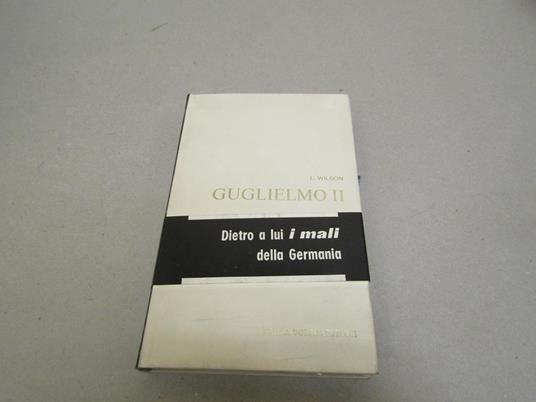 L. WILSON
GUGLIELMO II
Dietro a lui i mali
della Germania